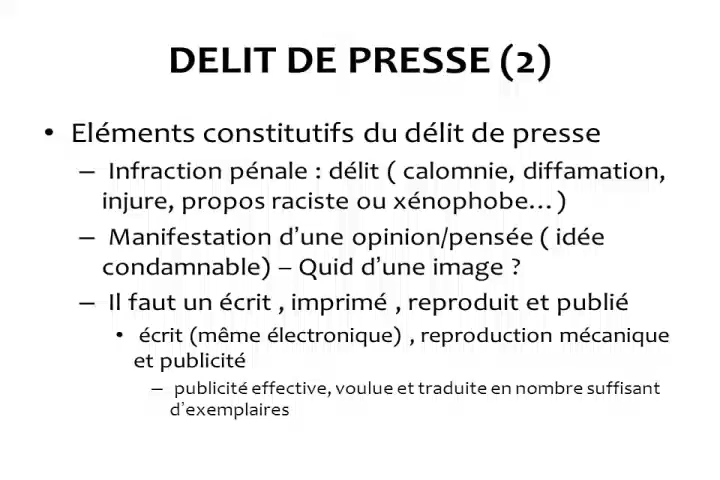 DELIT DE PRESSE (2)
• Eléments constitutifs du délit de presse
– Infraction pénale : délit ( calomnie, diffamation,
injure, propos raciste ou xénophobe… )
– Manifestation d’une opinion/pensée ( idée
condamnable) – Quid d’une image ?
– Il faut un écrit , imprimé , reproduit et publié
• écrit (même électronique) , reproduction mécanique
et publicité
– publicité effective, voulue et traduite en nombre suffisant
d’exemplaires